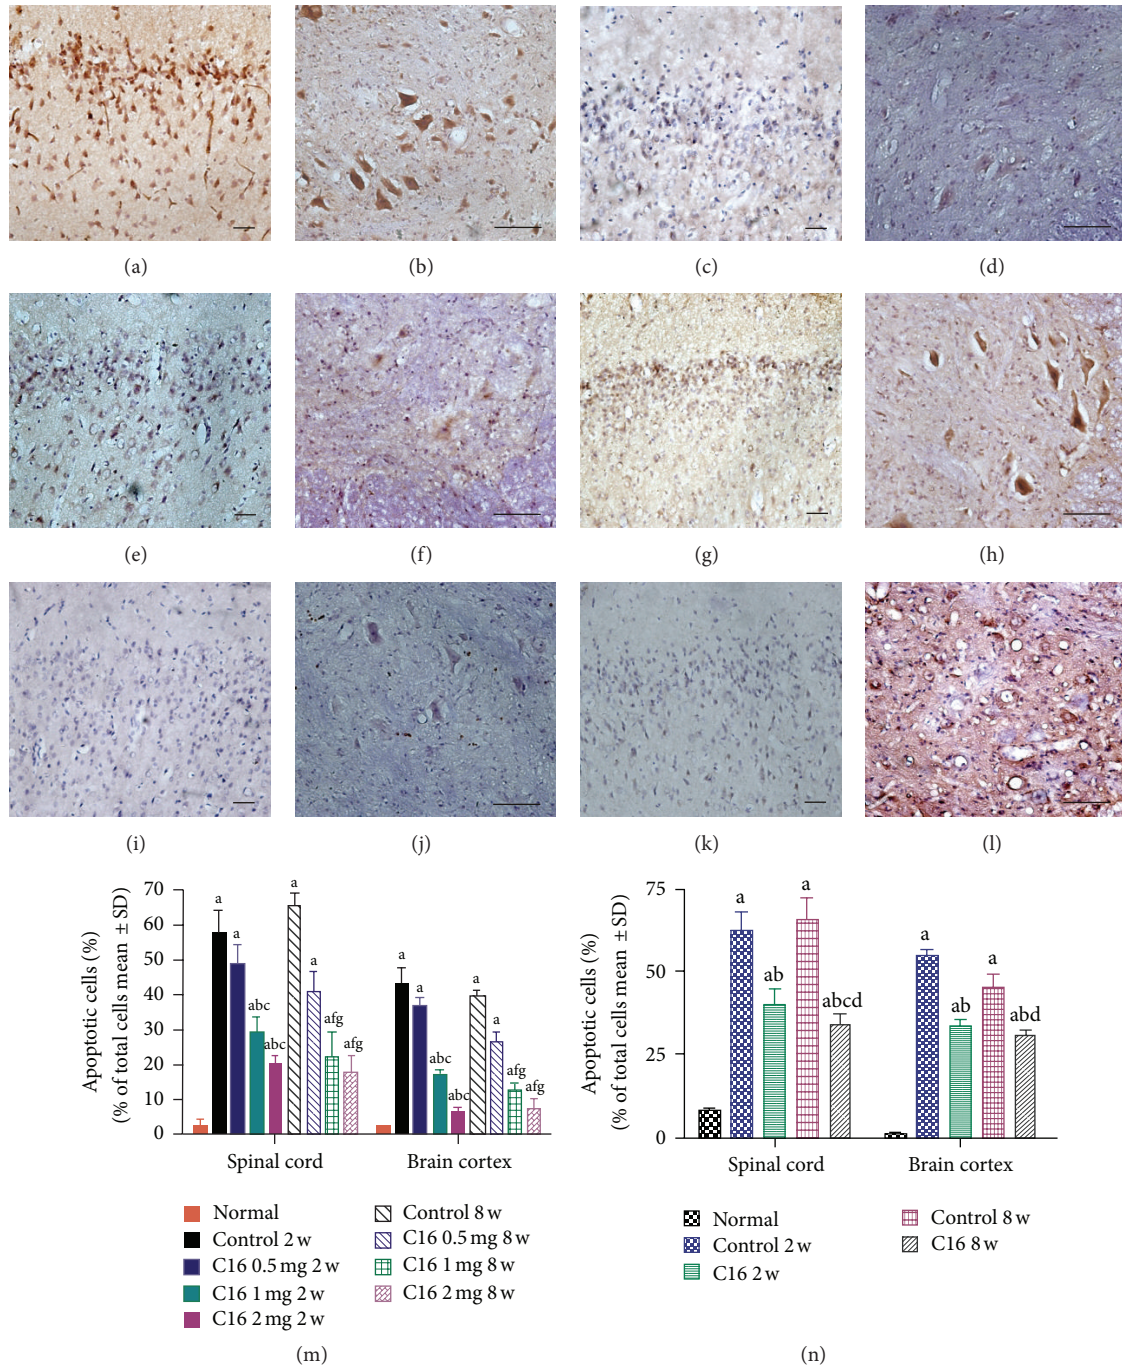 (a) (b) (c) (d)
(e) (f) (g) (h)
(i) (j) (k) (l)
Apoptotic cells (%)
(% of total cells mean ± SD)
70
60
50
40
30
20
10
0
a a abc abc a a afg afg
a a abc abc a a afg afg
Spinal cord Brain cortex
Normal
Control 2 w
C16 0.5 mg 2 w
C16 1 mg 2 w
C16 2 mg 2 w
Control 8 w
C16 0.5 mg 8 w
C16 1 mg 8 w
C16 2 mg 8 w
(m)
Apoptotic cells (%)
(% of total cells mean ± SD)
75
50
25
0
a ab a abcd
a ab a abd
Spinal cord Brain cortex
Normal
Control 2 w
C16 2 w
Control 8 w
C16 8 w
(n)